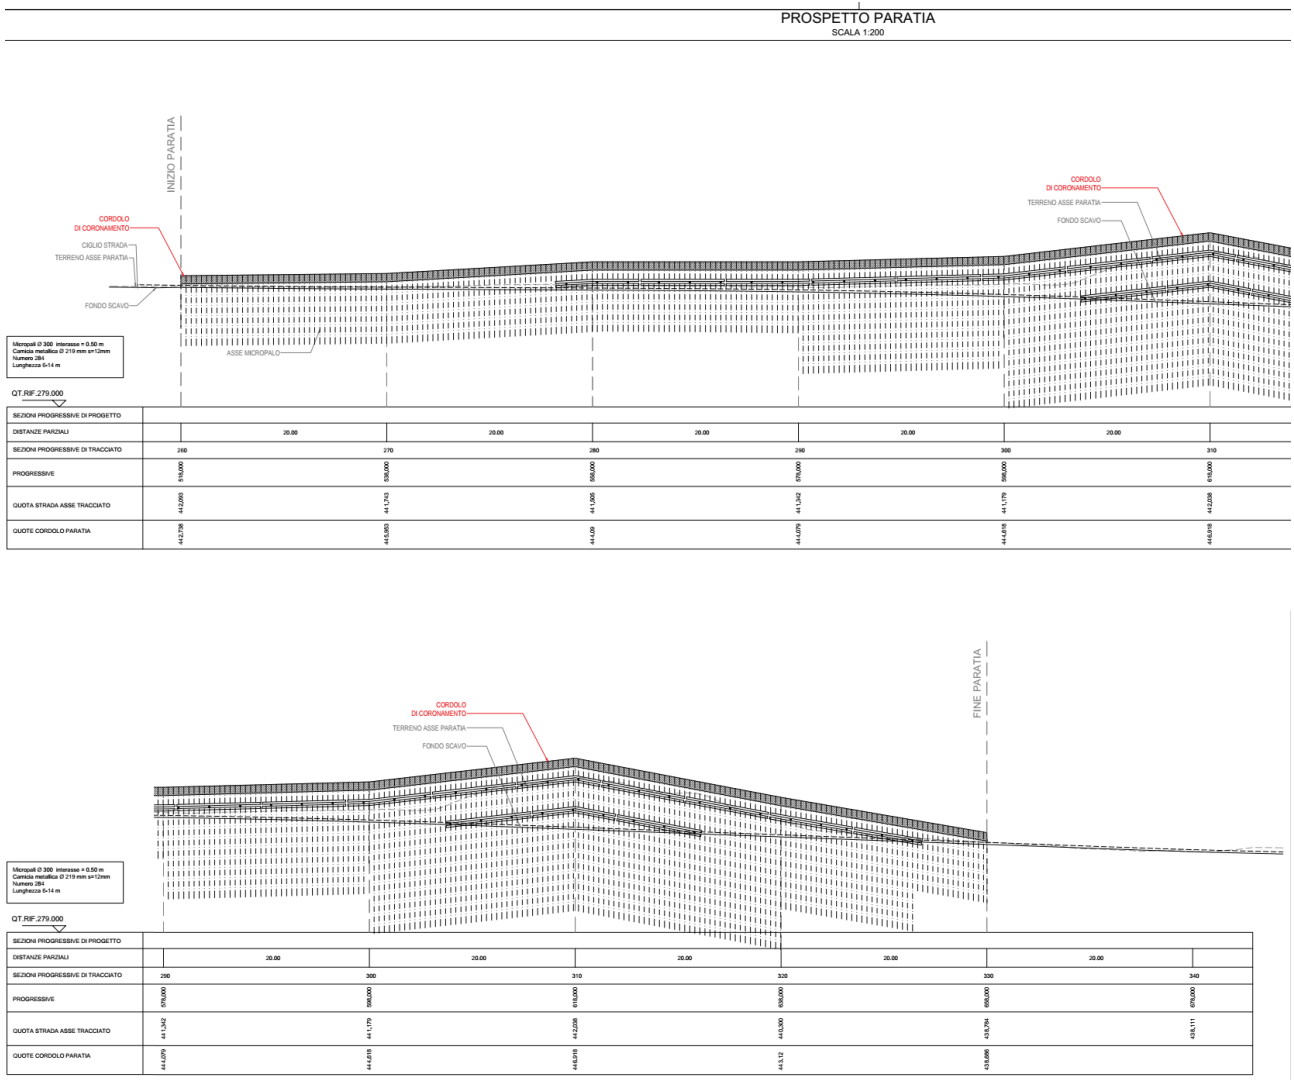 PROSPETTO PARATIA
SCALA 1:200
INIZIO PARATIA
CORDOLO
DI CORONAMENTO
CIGLIO STRADA
TERRENO ASSE PARATIA
FONDO SCAVO
ASSE MICROPALO
CORDOLO
DI CORONAMENTO
TERRENO ASSE PARATIA
FONDO SCAVO
Micropali Ø 300 interasse = 0.50 m
Camicia metallica Ø 219 mm s=12mm
Numero 284
Lunghezza 6-14 m
QT.RIF.279.000
SEZIONI PROGRESSIVE DI PROGETTO
DISTANZE PARZIALI 20.00 20.00 20.00 20.00 20.00
SEZIONI PROGRESSIVE DI TRACCIATO 260 270 280 290 300 310
PROGRESSIVE 518,000 538,000 558,000 578,000 598,000 618,000
QUOTA STRADA ASSE TRACCIATO 442,093 441,743 441,505 441,342 441,179 442,038
QUOTE CORDOLO PARATIA 442,738 445,953 444,09 444,079 444,618 446,918
FINE PARATIA
CORDOLO
DI CORONAMENTO
TERRENO ASSE PARATIA
FONDO SCAVO
Micropali Ø 300 interasse = 0.50 m
Camicia metallica Ø 219 mm s=12mm
Numero 284
Lunghezza 6-14 m
QT.RIF.279.000
SEZIONI PROGRESSIVE DI PROGETTO
DISTANZE PARZIALI 20.00 20.00 20.00 20.00 20.00
SEZIONI PROGRESSIVE DI TRACCIATO 290 300 310 320 330 340
PROGRESSIVE 578,000 598,000 618,000 638,000 658,000 678,000
QUOTA STRADA ASSE TRACCIATO 441,342 441,179 442,038 440,300 438,784 438,111
QUOTE CORDOLO PARATIA 444,079 444,618 446,918 443,12 438,686